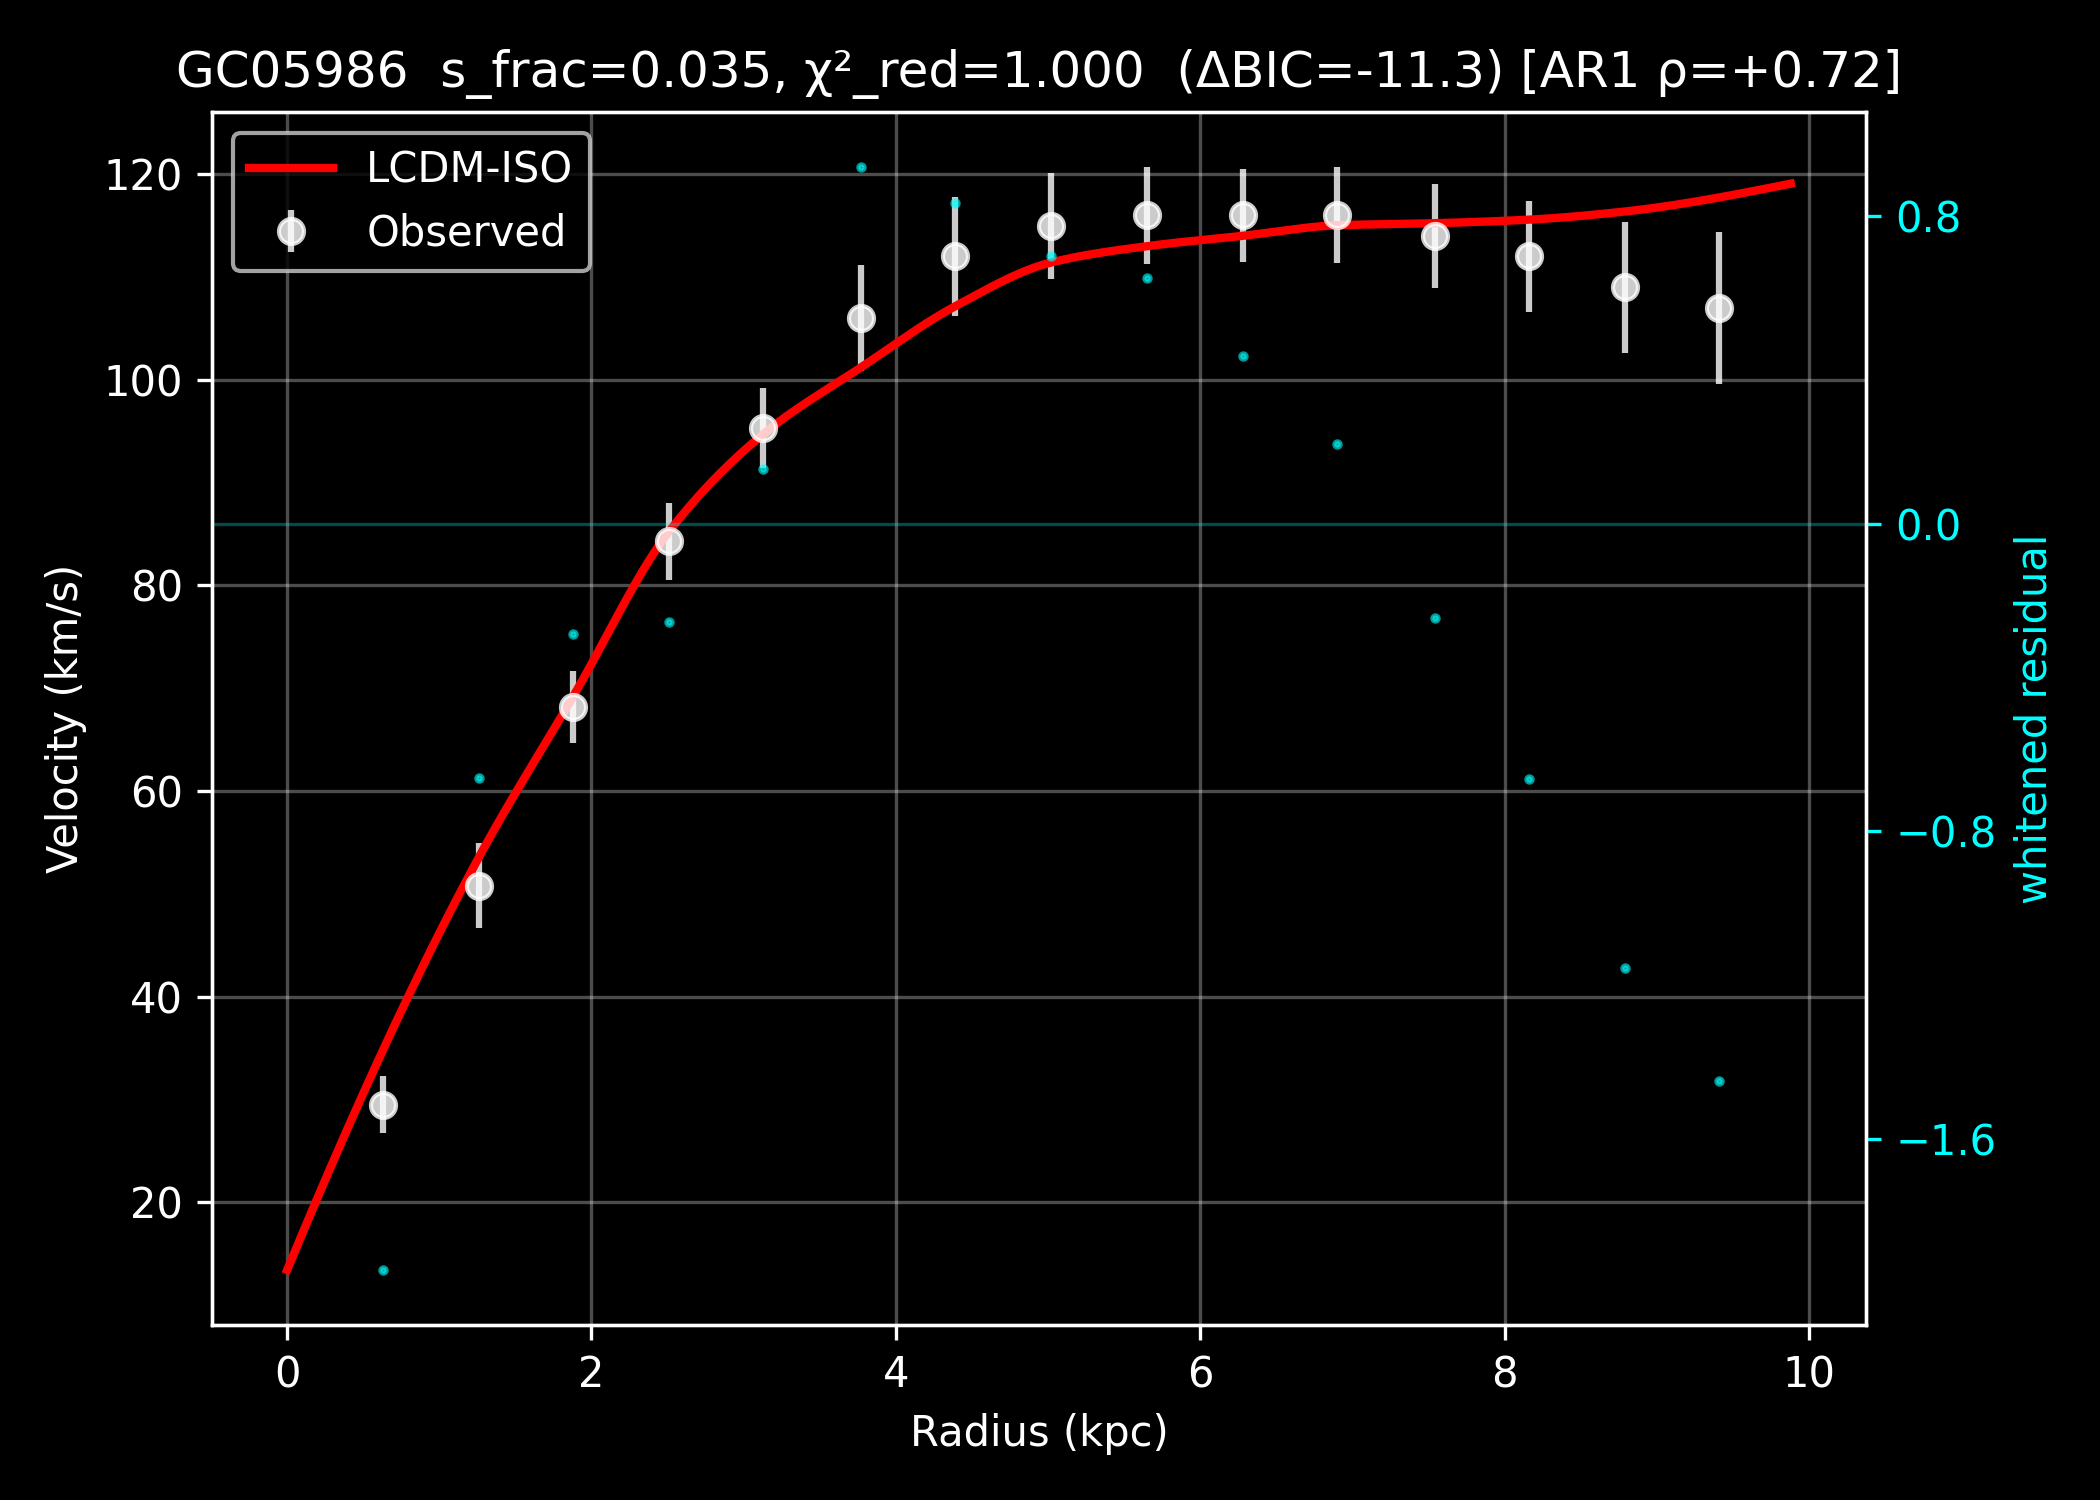 GC05986  s_frac=0.035, χ²_red=1.000  (ΔBIC=-11.3) [AR1 ρ=+0.72]
LCDM-ISO
Observed
120
100
80
60
40
20
Velocity (km/s)
0.8
0.0
−0.8
−1.6
whitened residual
0 2 4 6 8 10
Radius (kpc)